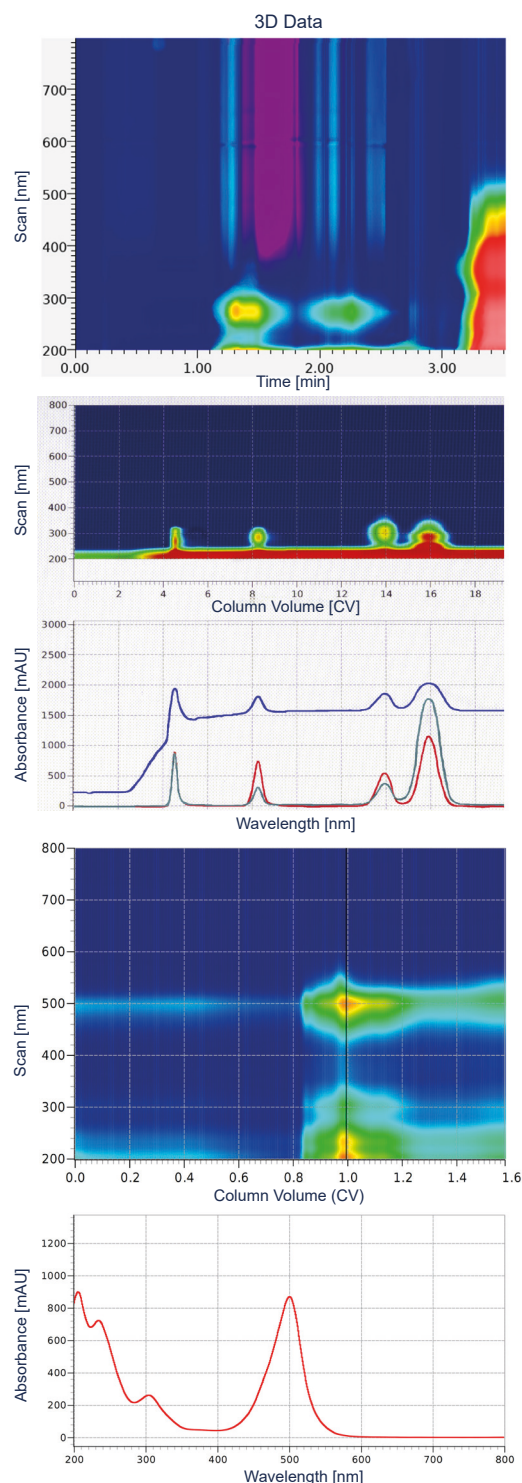 3D Data
Scan [nm]
700
600
500
400
300
200
0.00 1.00 2.00 3.00
Time [min]
Scan [nm]
800
700
600
500
400
300
200
0 2 4 6 8 10 12 14 16 18
Column Volume [CV]
Absorbance [mAU]
3000
2500
2000
1500
1000
500
0
Wavelength [nm]
Scan [nm]
800
700
600
500
400
300
200
0.0 0.2 0.4 0.6 0.8 1.0 1.2 1.4 1.6
Column Volume (CV)
Absorbance [mAU]
1200
1000
800
600
400
200
0
200 300 400 500 600 700 800
Wavelength [nm]